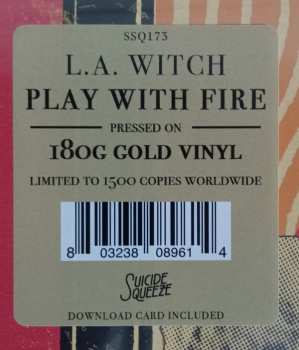 SSQ173
L.A. WITCH
PLAY WITH FIRE
PRESSED ON
180G GOLD VINYL
LIMITED TO 1500 COPIES WORLDWIDE
8 03238 08961 4
SUICIDE
SQUEEZE
DOWNLOAD CARD INCLUDED